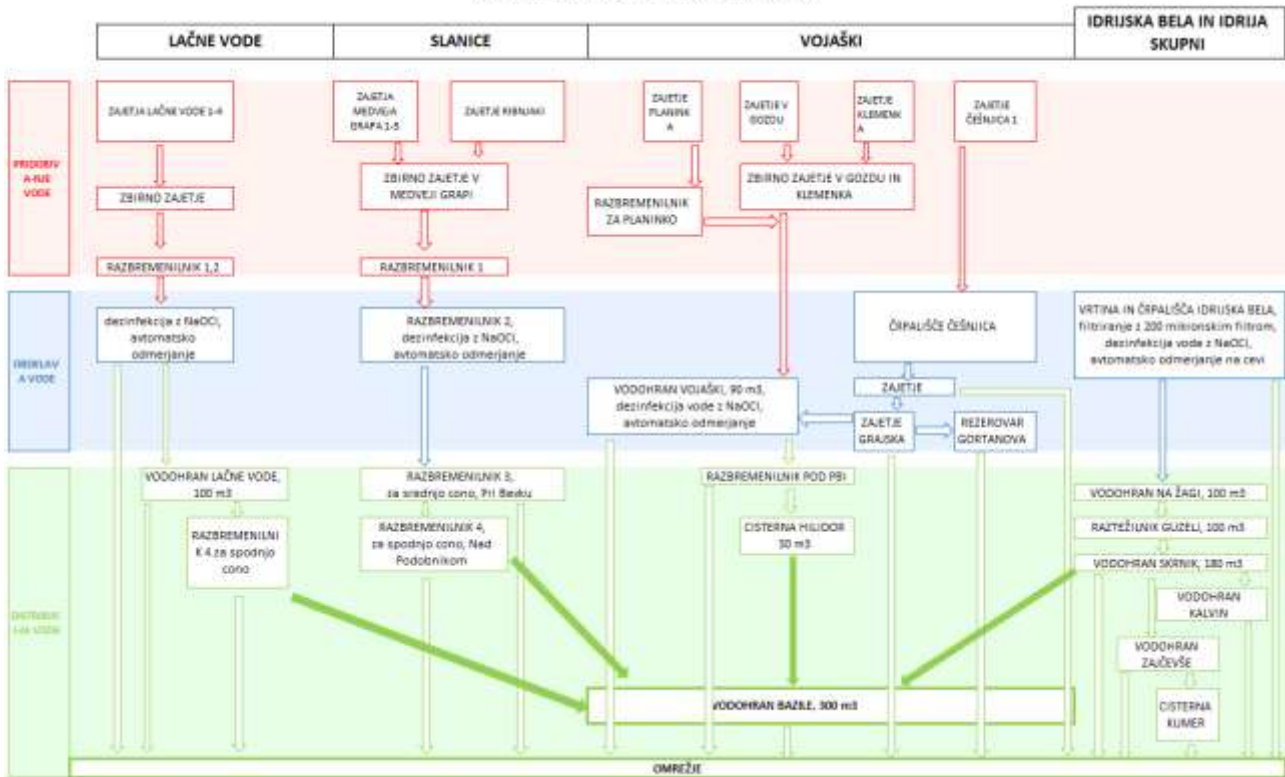 LAČNE VODE
SLANICE
VOJAŠKI
IDRIJSKA BELA IN IDRIJA
SKUPNI
PRIDOBIV
A-NJE
VODE
ZAJETJA LAČNE VODE 1-4
ZAJETJA
MEDVEJA
GRAPA 1-5
ZAJETJE RIBNJAKI
ZAJETJE
PLANINK
A
ZAJETJE V
GOZDU
ZAJETJE
KLEMENK
A
ZAJETJE
ČEŠNJICA 1
ZBIRNO ZAJETJE
ZBIRNO ZAJETJE V
MEDVEJI GRAPI
RAZBREMENILNIK
ZA PLANINKO
ZBIRNO ZAJETJE V GOZDU IN
KLEMENKA
RAZBREMENILNIK 1,2
RAZBREMENILNIK 1
A VODE
dezinfekcija z NaOCl,
avtomatsko
odmerjanje
RAZBREMENILNIK 2,
dezinfekcija z NaOCl,
avtomatsko odmerjanje
ČRPALIŠČE ČEŠNJICA
VRTINA IN ČRPALIŠČA IDRIJSKA BELA,
filtriranje z 200 mikronskim filtrom,
dezinfekcija vode z NaOCl,
avtomatsko odmerjanje na cevi
VODOHRAN VOJAŠKI, 90 m3,
dezinfekcija vode z NaOCl,
avtomatsko odmerjanje
ZAJETJE
ZAJETJE
GRAJSKA
REZEROVAR
GORTANOVA
VODOHRAN LAČNE VODE,
100 m3
RAZBREMENILNIK 3,
za srednjo cono, Pri Bevku
RAZBREMENILNIK POD PBI
VODOHRAN NA ŽAGI, 100 m3
RAZBREMENILNI
K 4 za spodnjo
cono
RAZBREMENILNIK 4,
za spodnjo cono, Nad
Podobnikom
CISTERNA HILIDOR
30 m3
RAZTEŽILNIK GUZELI, 100 m3
VODOHRAN SKRNIK, 180 m3
VODOHRAN
KALVIN
VODOHRAN
ZAJČEVŠE
VODOHRAN BAZILE, 300 m3
CISTERNA
KUMER
OMREŽJE